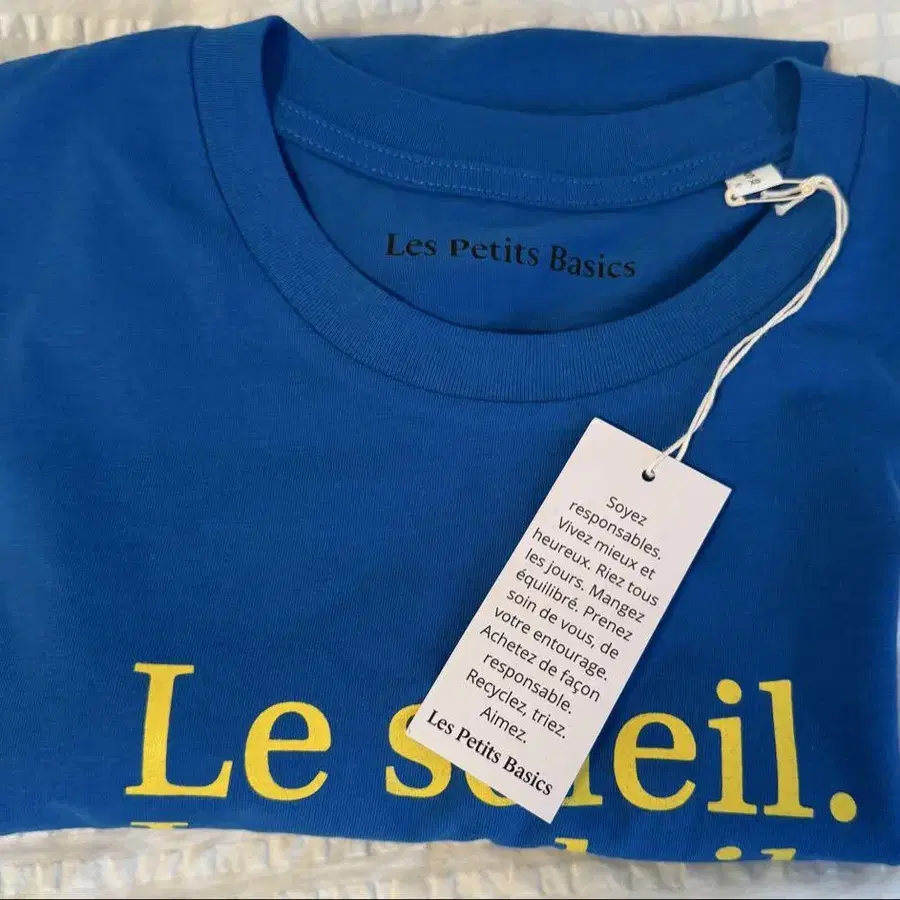 Les Petits Basics
XS
Soyez
responsables.
Vivez mieux et
heureux. Riez tous
les jours. Mangez
équilibré. Prenez
soin de vous, de
votre entourage.
Achetez de façon
responsable.
Recyclez, triez.
Aimez.
Les Petits Basics
Le soleil.